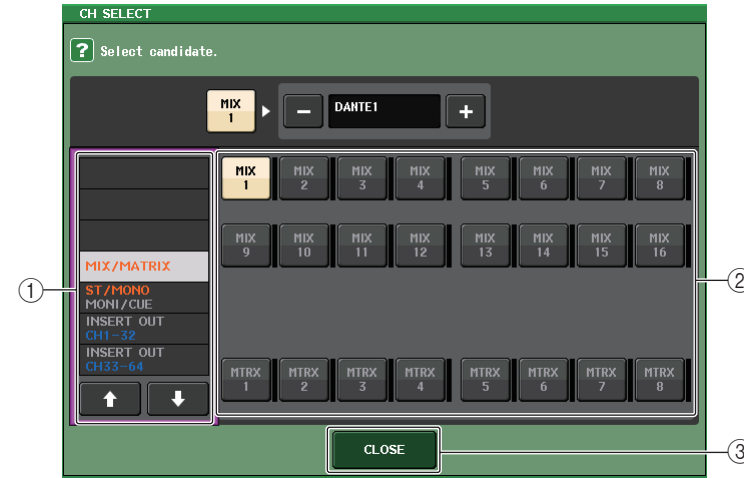 CH SELECT
? Select candidate.
MIX
1
−
DANTE1
+
MIX/MATRIX
ST/MONO
MONI/CUE
INSERT OUT
CH1-32
INSERT OUT
CH33-64
MIX MIX MIX MIX MIX MIX MIX MIX
1 2 3 4 5 6 7 8
MIX MIX MIX MIX MIX MIX MIX MIX
9 10 11 12 13 14 15 16
MTRX MTRX MTRX MTRX MTRX MTRX MTRX MTRX
1 2 3 4 5 6 7 8
CLOSE
①
②
③